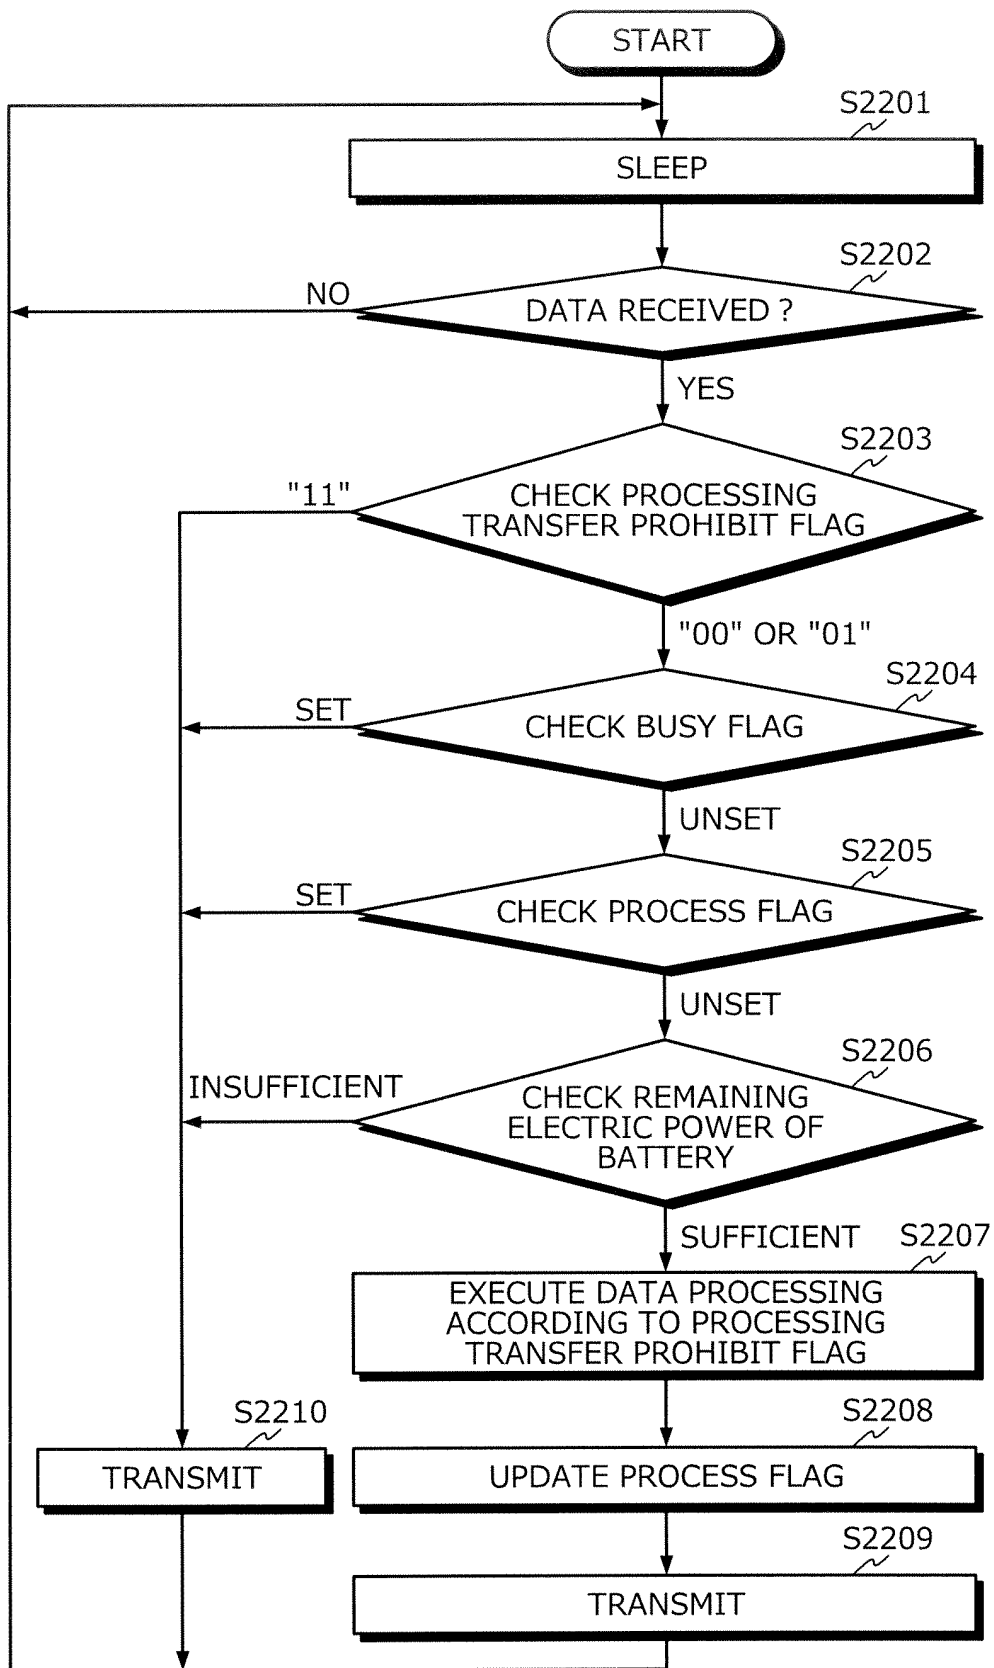 START
S2201
SLEEP
S2202
NO
DATA RECEIVED ?
YES
S2203
"11"
CHECK PROCESSING
TRANSFER PROHIBIT FLAG
"00" OR "01"
S2204
SET
CHECK BUSY FLAG
UNSET
S2205
SET
CHECK PROCESS FLAG
UNSET
S2206
INSUFFICIENT
CHECK REMAINING
ELECTRIC POWER OF
BATTERY
SUFFICIENT
S2207
EXECUTE DATA PROCESSING
ACCORDING TO PROCESSING
TRANSFER PROHIBIT FLAG
S2210
TRANSMIT
S2208
UPDATE PROCESS FLAG
S2209
TRANSMIT